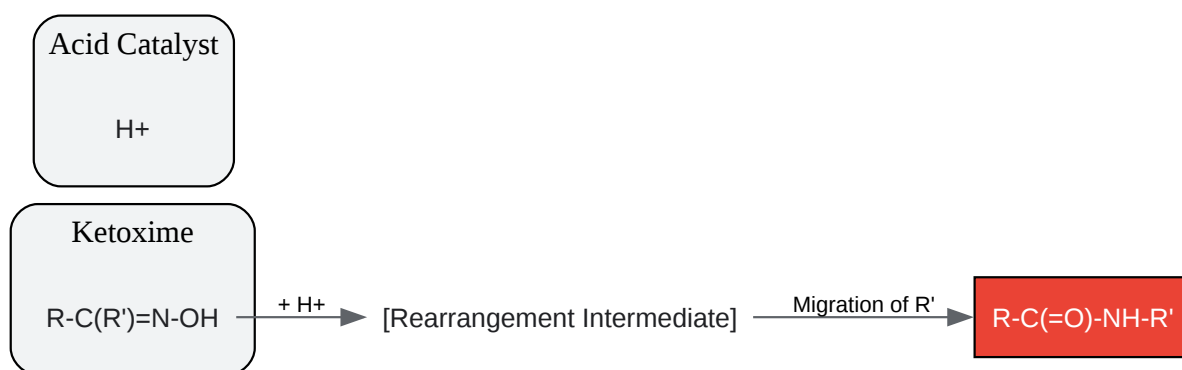 Acid Catalyst
H+
Ketoxime
R-C(R')=N-OH
+ H+
[Rearrangement Intermediate]
Migration of R'
R-C(=O)-NH-R'